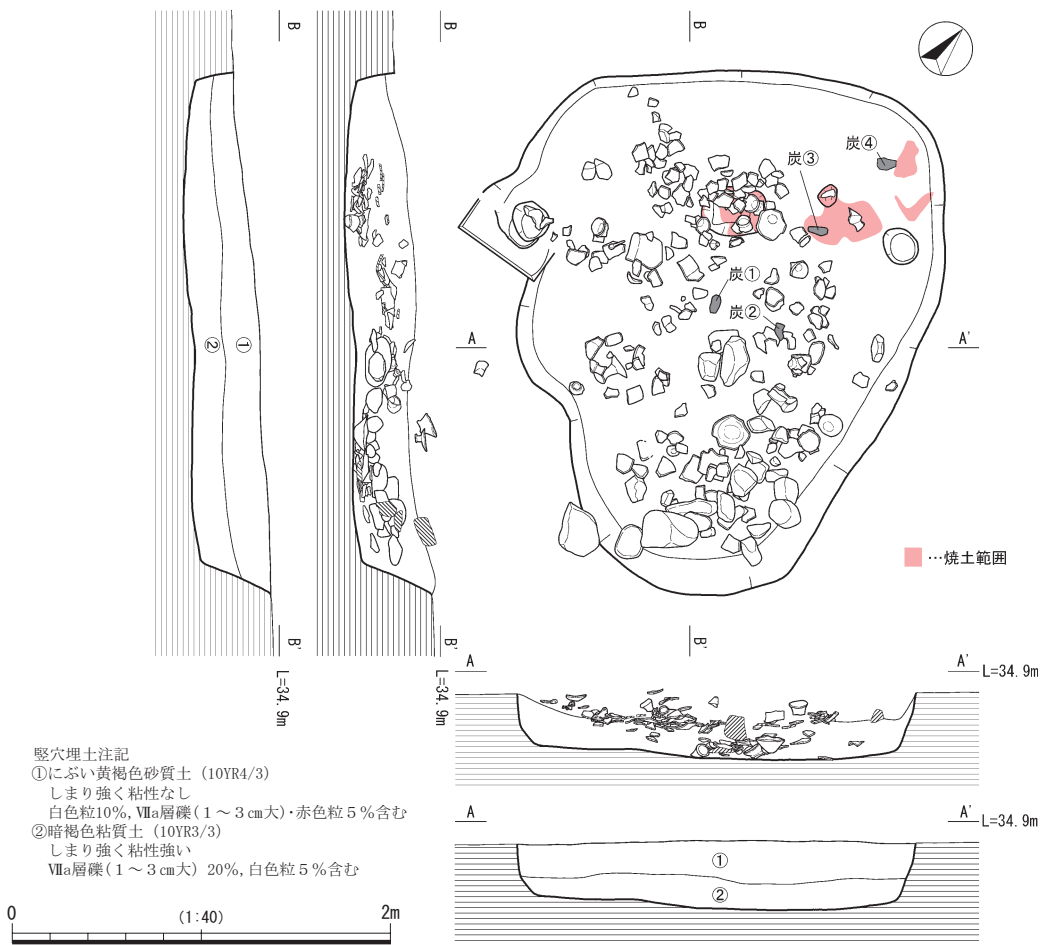 B
B
B
炭④
炭③
炭①
炭②
①
②
A
A'
…焼土範囲
B'
B'
B'
L=34.9m
L=34.9m
A
A'
L=34.9m
A
A'
L=34.9m
①
②
竪穴埋土注記
①にぶい黄褐色砂質土 (10YR4/3)
しまり強く粘性なし
白色粒10%,Ⅶa層礫(1~3㎝大)・赤色粒5%含む
②暗褐色粘質土 (10YR3/3)
しまり強く粘性強い
Ⅶa層礫(1~3㎝大) 20%,白色粒5%含む
0
(1:40)
2m